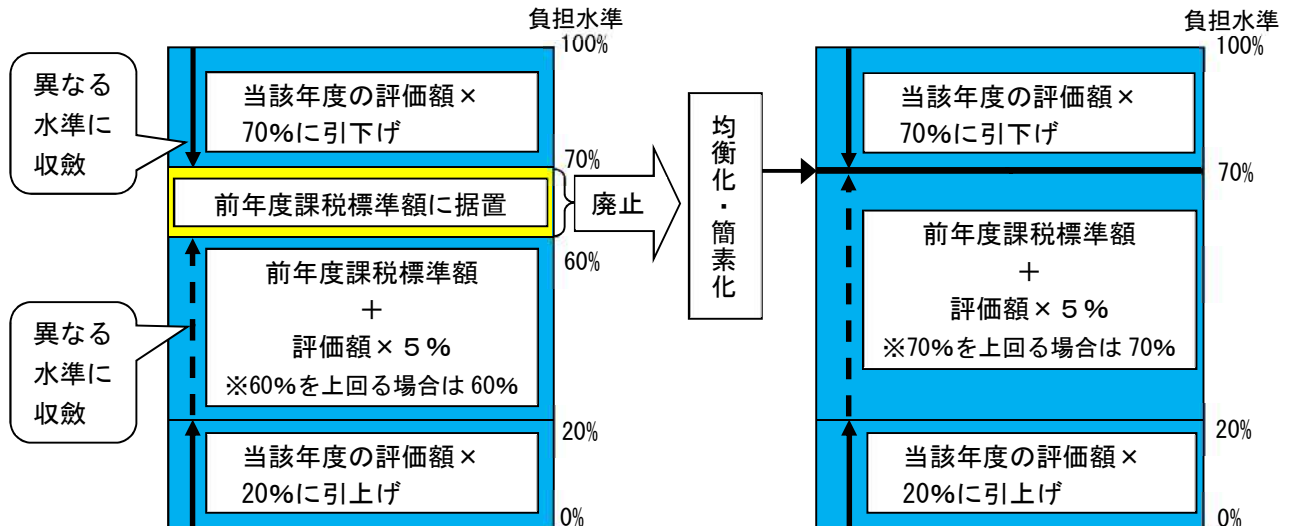 負担水準
100%
異なる
水準に
収斂
当該年度の評価額×
70%に引下げ
70%
前年度課税標準額に据置
廃止
60%
前年度課税標準額
＋
評価額×５%
※60%を上回る場合は 60%
異なる
水準に
収斂
20%
当該年度の評価額×
20%に引上げ
0%
均衡化・簡素化
負担水準
100%
当該年度の評価額×
70%に引下げ
70%
前年度課税標準額
＋
評価額×５%
※70%を上回る場合は 70%
20%
当該年度の評価額×
20%に引上げ
0%